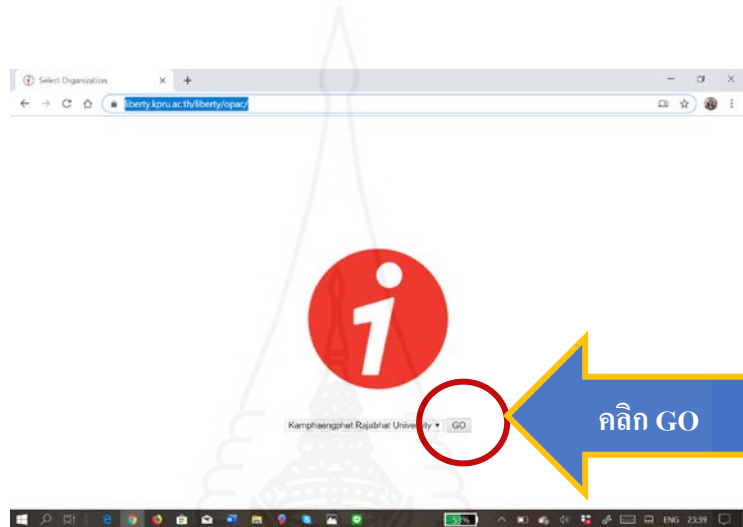 Select Organization
liberty.kpru.ac.th/liberty/opac/
Kamphaengphet Rajabhat University
GO
คลิก GO
53%
ENG
23:39